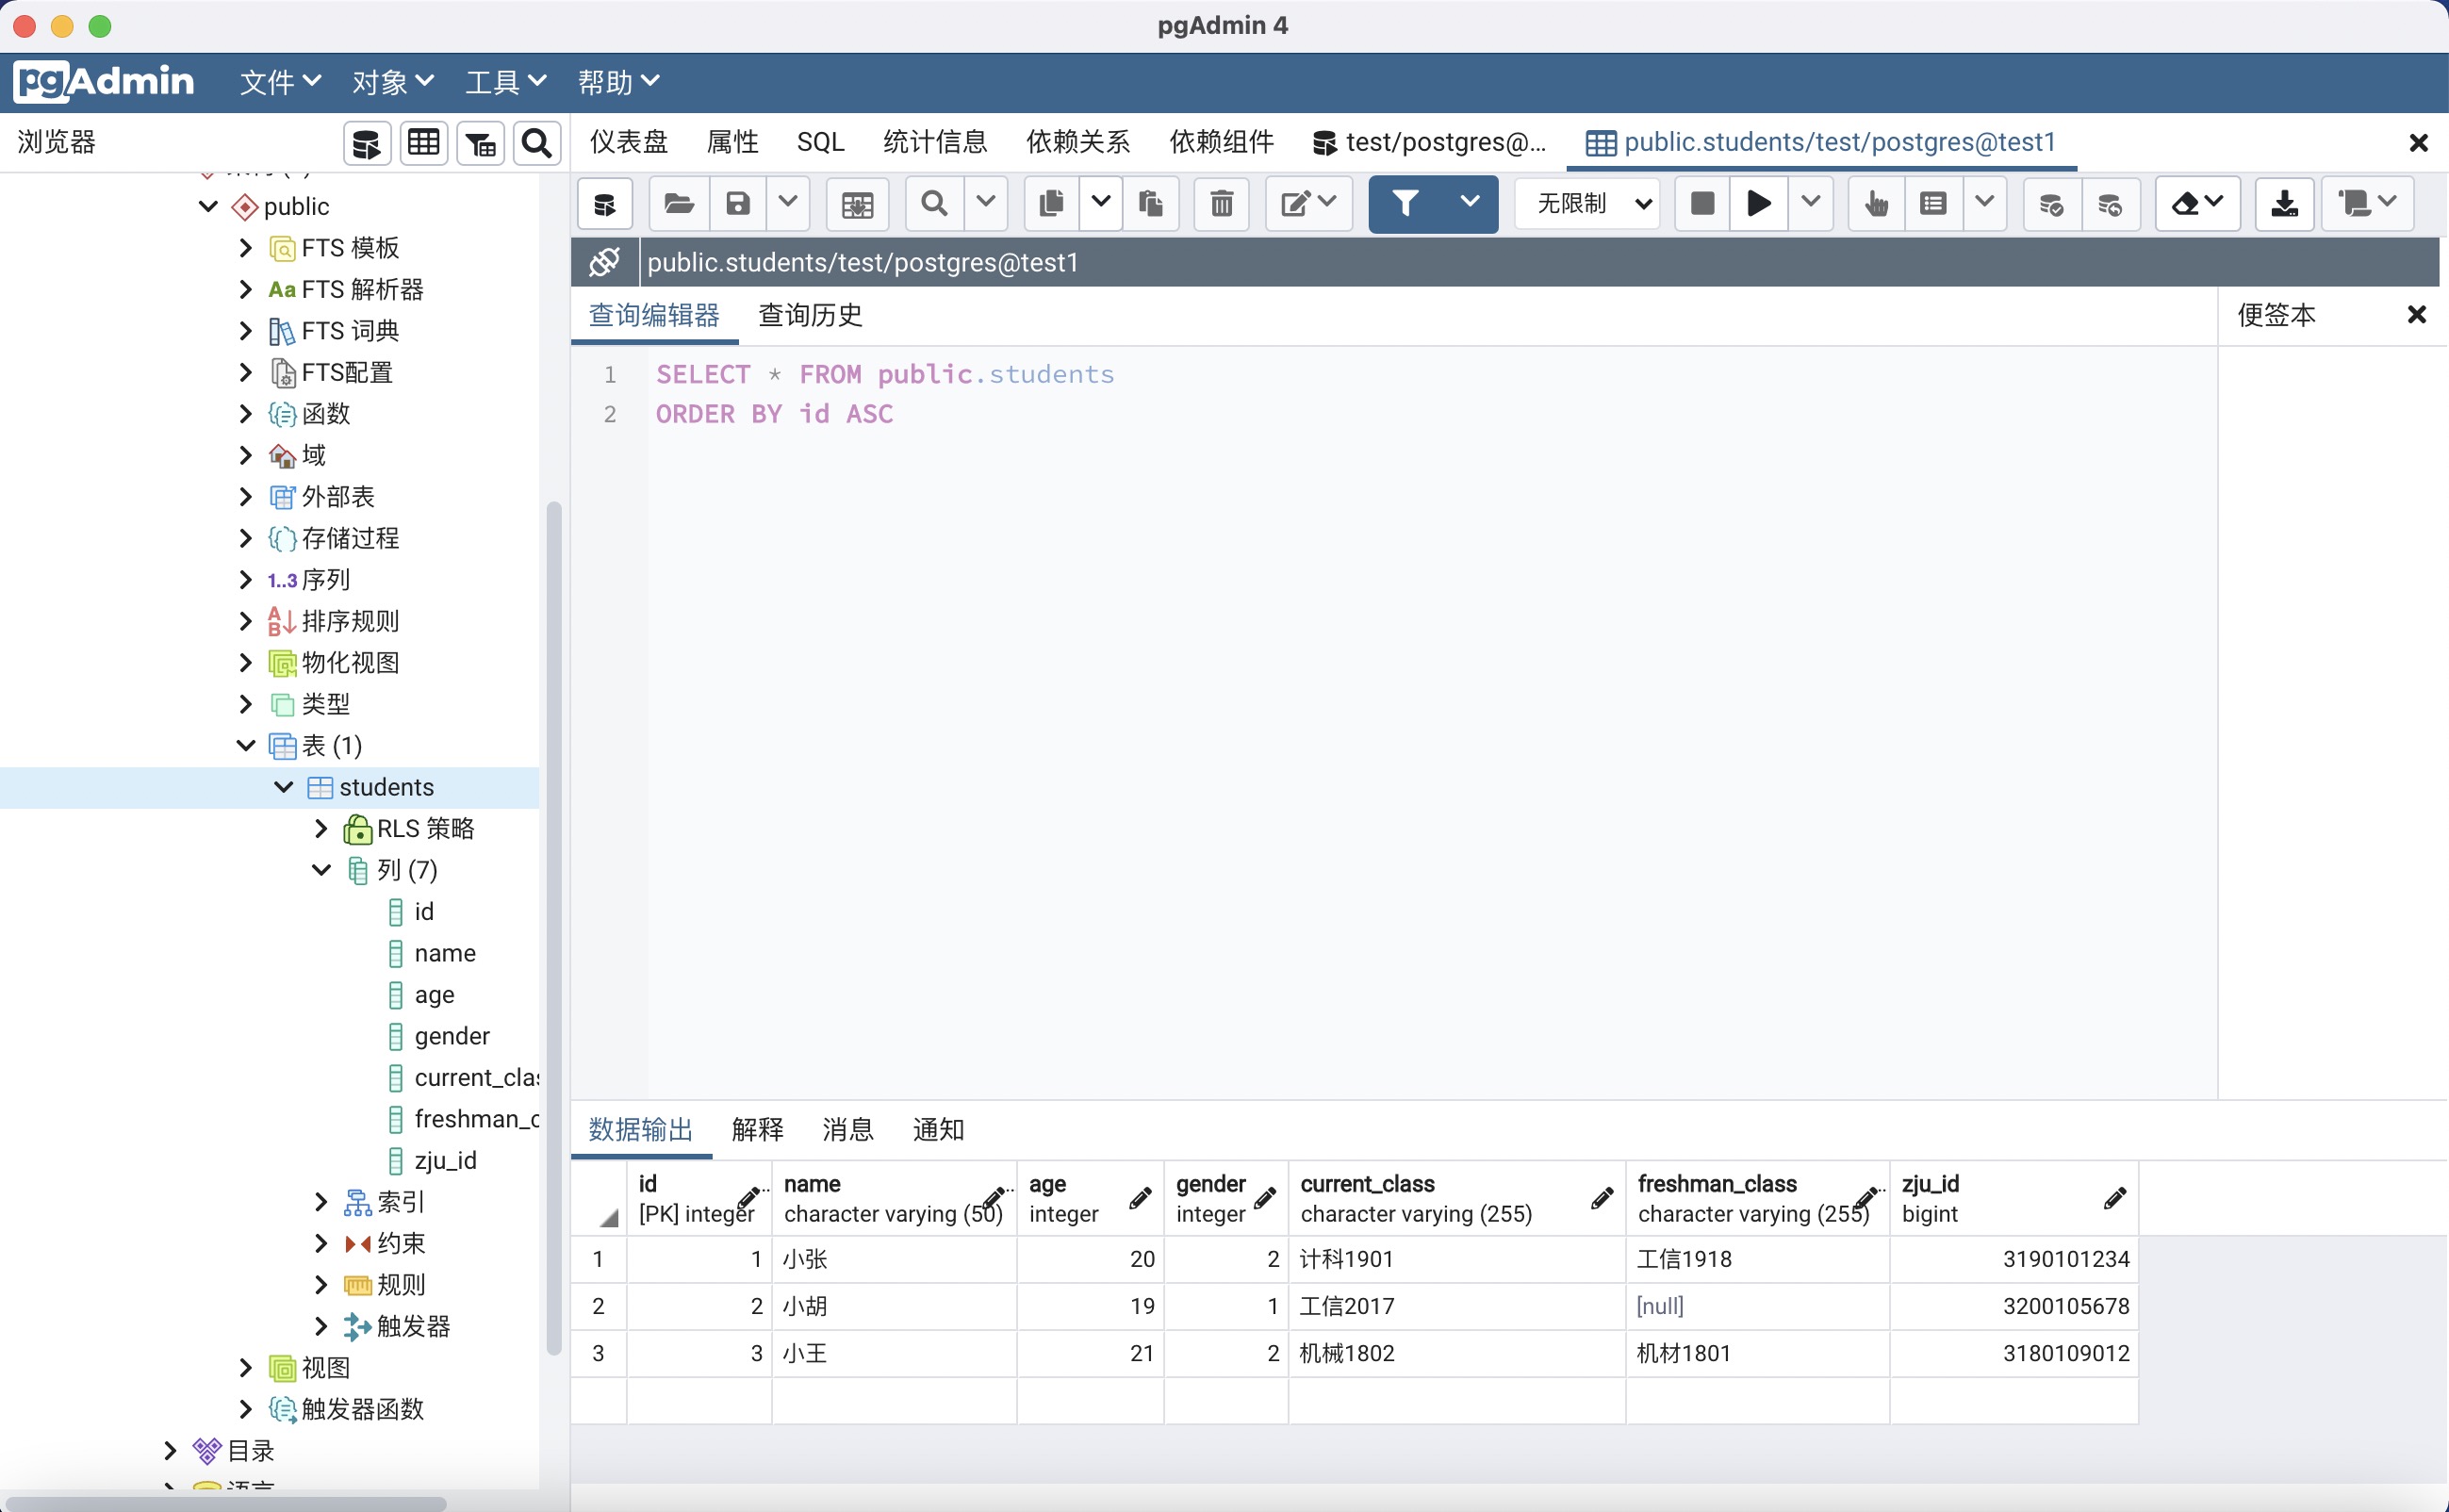 pgAdmin 4
pgAdmin 文件 对象 工具 帮助
浏览器
仪表盘 属性 SQL 统计信息 依赖关系 依赖组件 test/postgres@... public.students/test/postgres@test1
public
FTS 模板
Aa FTS 解析器
FTS 词典
FTS配置
函数
域
外部表
存储过程
1..3 序列
排序规则
物化视图
类型
表 (1)
students
RLS 策略
列 (7)
id
name
age
gender
current_clas
freshman_c
zju_id
索引
约束
规则
触发器
视图
触发器函数
目录
语言
无限制
public.students/test/postgres@test1
查询编辑器 查询历史
便签本
1 SELECT * FROM public.students
2 ORDER BY id ASC
数据输出 解释 消息 通知
id name age gender current_class freshman_class zju_id
[PK] integer character varying (50) integer integer character varying (255) character varying (255) bigint
1 1 小张 20 2 计科1901 工信1918 3190101234
2 2 小胡 19 1 工信2017 [null] 3200105678
3 3 小王 21 2 机械1802 机材1801 3180109012